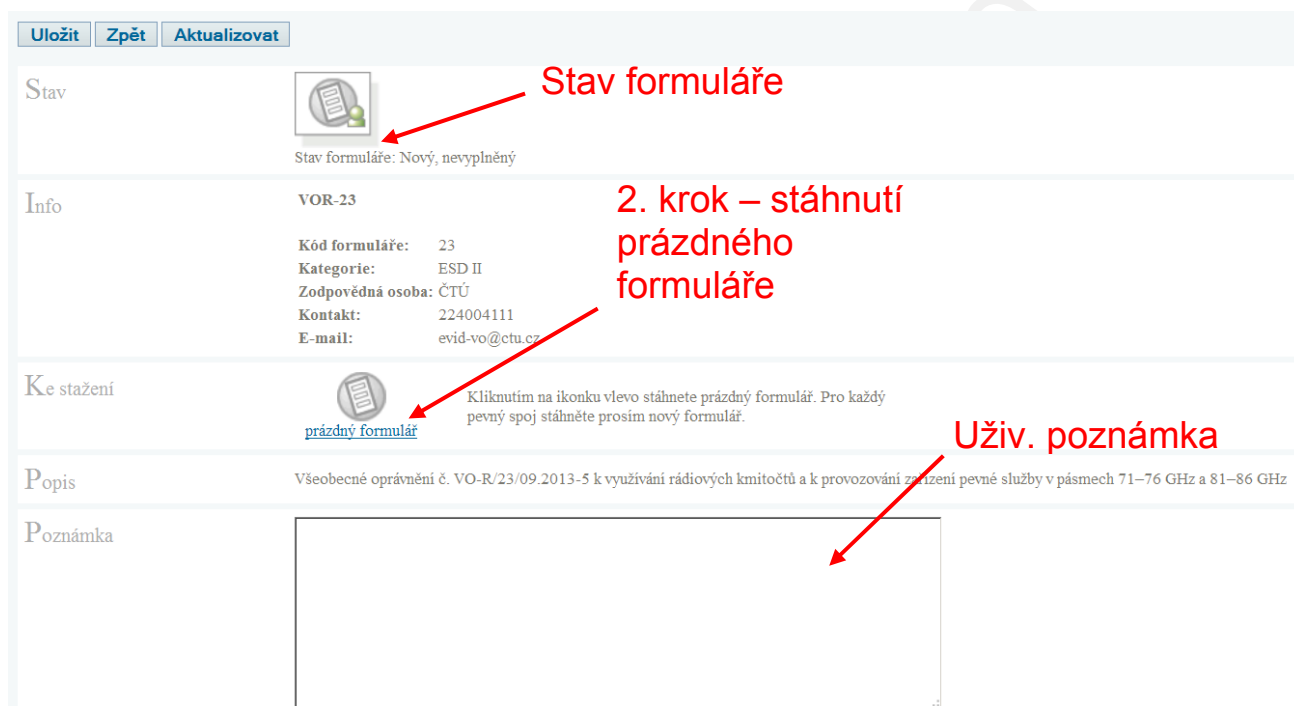 Uložit Zpět Aktualizovat
Stav
Stav formuláře
Stav formuláře: Nový, nevyplněný
Info
VOR-23
2. krok – stáhnutí
prázdného
formuláře
Kód formuláře: 23
Kategorie: ESD II
Zodpovědná osoba: ČTÚ
Kontakt: 224004111
E-mail: evid-vo@ctu.cz
Ke stažení
Kliknutím na ikonku vlevo stáhnete prázdný formulář. Pro každý
pevný spoj stáhněte prosím nový formulář.
prázdný formulář
Uživ. poznámka
Popis
Všeobecné oprávnění č. VO-R/23/09.2013-5 k využívání rádiových kmitočtů a k provozování zařízení pevné služby v pásmech 71–76 GHz a 81–86 GHz
Poznámka